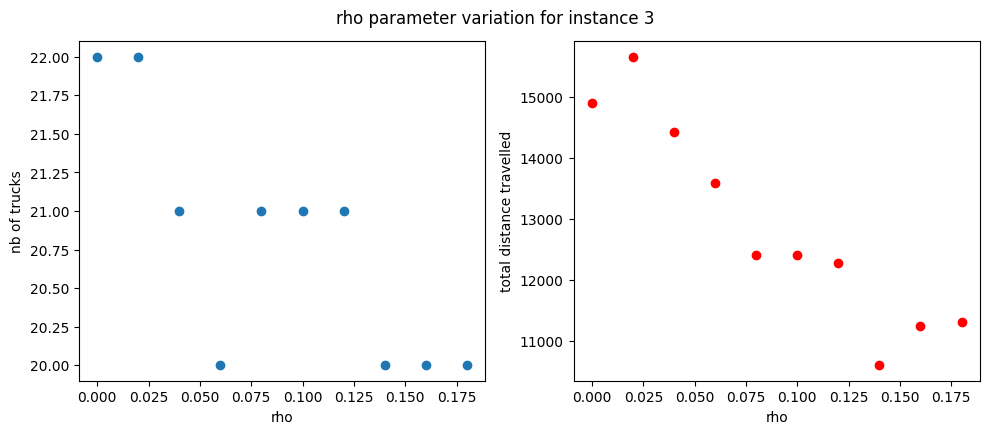 rho parameter variation for instance 3
nb of trucks
22.00
21.75
21.50
21.25
21.00
20.75
20.50
20.25
20.00
0.000 0.025 0.050 0.075 0.100 0.125 0.150 0.175
rho
total distance travelled
15000
14000
13000
12000
11000
0.000 0.025 0.050 0.075 0.100 0.125 0.150 0.175
rho